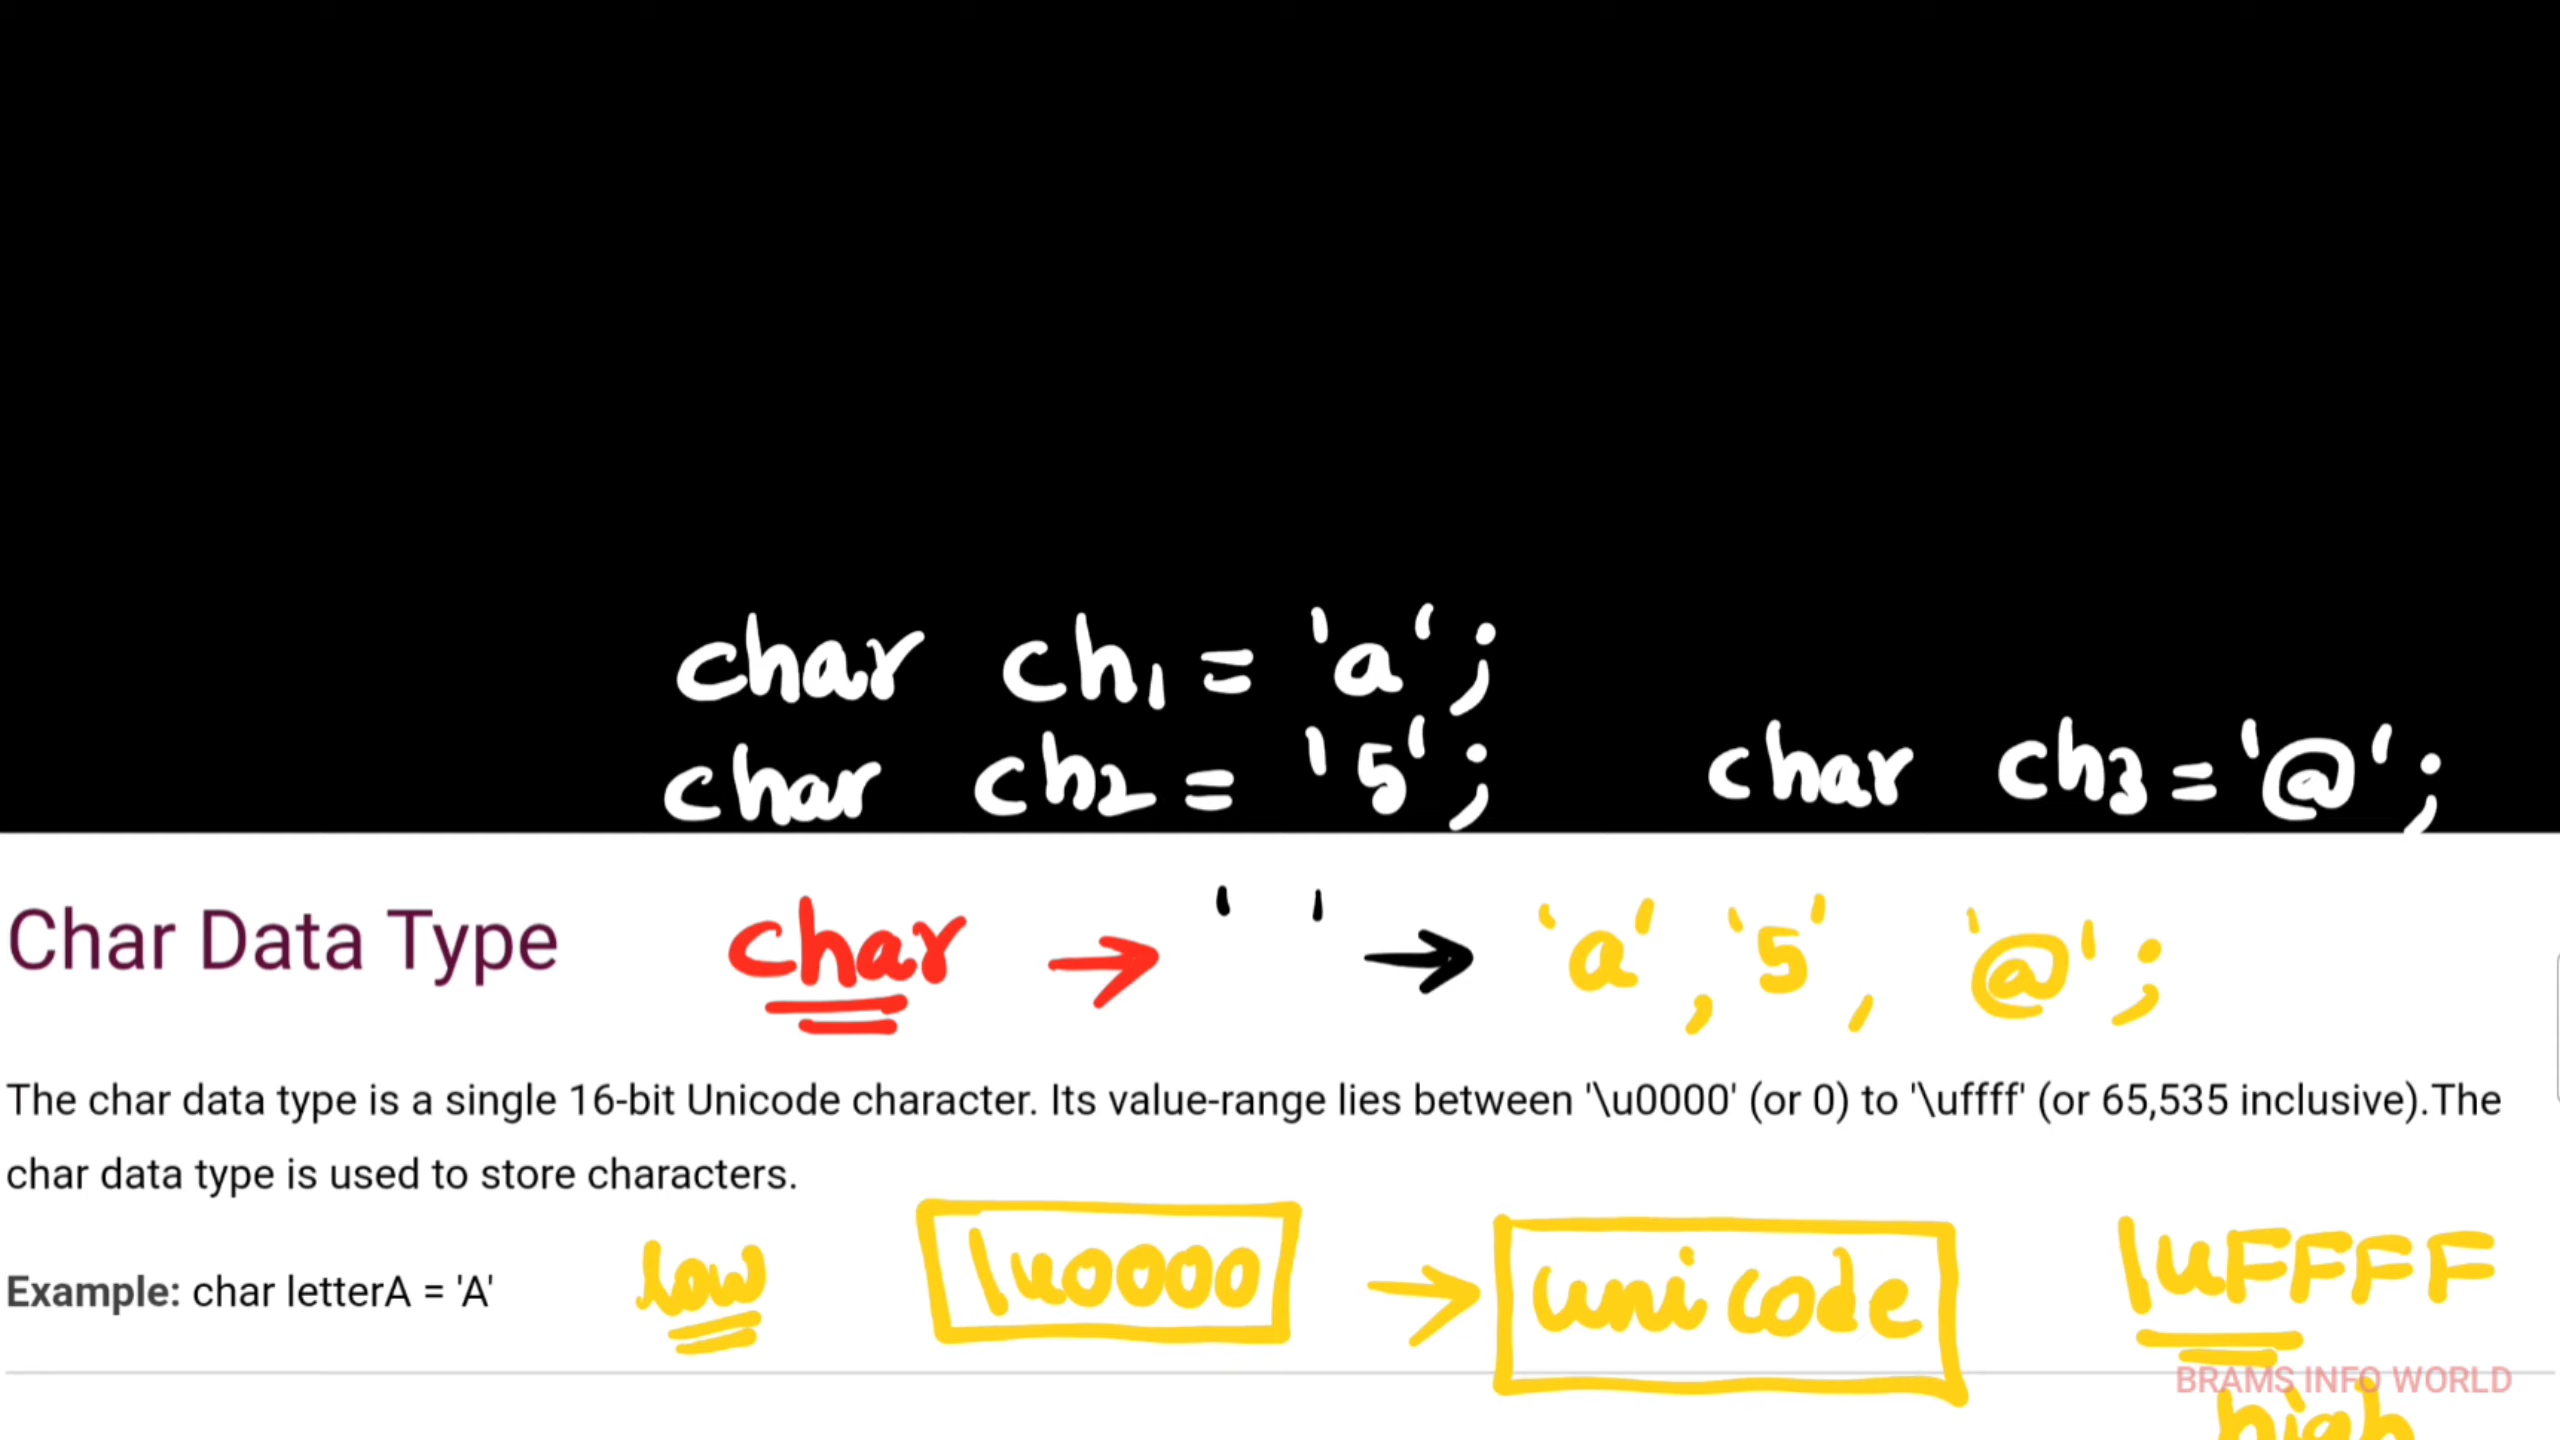 char ch1 = 'a';
char ch2 = '5'; char ch3 = '@';
Char Data Type char → ' ' → 'a', '5', '@';
The char data type is a single 16-bit Unicode character. Its value-range lies between '\u0000' (or 0) to '\uffff' (or 65,535 inclusive).The
char data type is used to store characters.
Example: char letterA = 'A' low \u0000 → unicode \uFFFF
BRAMS INFO WORLD
high